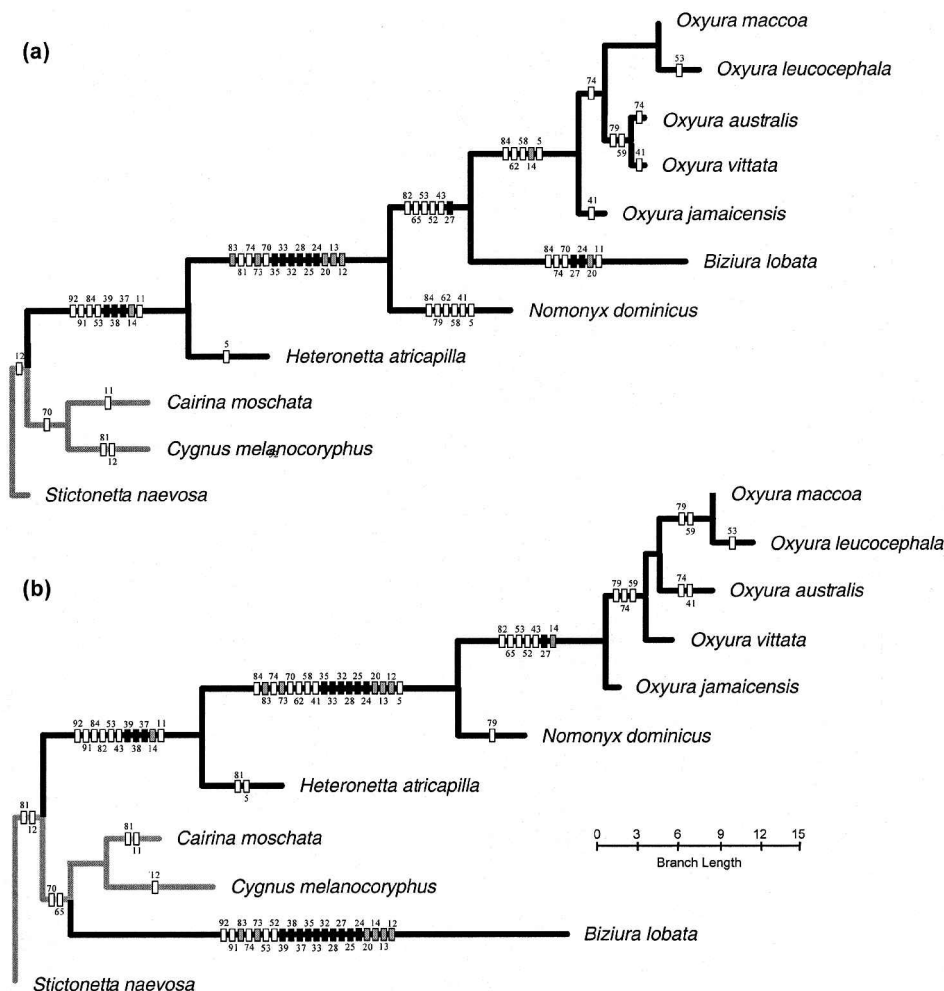 (a)
Oxyura maccoa
53
Oxyura leucocephala
74
74
Oxyura australis
79
59
41
Oxyura vittata
84 58 5
62 14
41
Oxyura jamaicensis
82 53 43
65 52 27
84 70 24 11
74 27 20
Biziura lobata
83 74 70 33 28 24 13
81 73 35 32 25 20 12
84 62 41
79 58 5
Nomonyx dominicus
92 84 39 37 11
91 53 38 14
5
Heteronetta atricapilla
12
11
Cairina moschata
70
81
12
Cygnus melanocoryphus
Stictonetta naevosa
(b)
Oxyura maccoa
79
59
53
Oxyura leucocephala
79 59
74
74
41
Oxyura australis
82 53 43 14
65 52 27
Oxyura vittata
Oxyura jamaicensis
84 74 70 58 35 32 25 20 12
83 73 62 41 33 28 24 13 5
79
Nomonyx dominicus
92 84 53 39 37 11
91 82 43 38 14
81
5
Heteronetta atricapilla
81
12
81
11
Cairina moschata
0 3 6 9 12 15
Branch Length
70
65
12
Cygnus melanocoryphus
92 83 73 52 38 35 32 27 24 14 12
91 74 53 39 37 33 28 25 20 13
Biziura lobata
Stictonetta naevosa